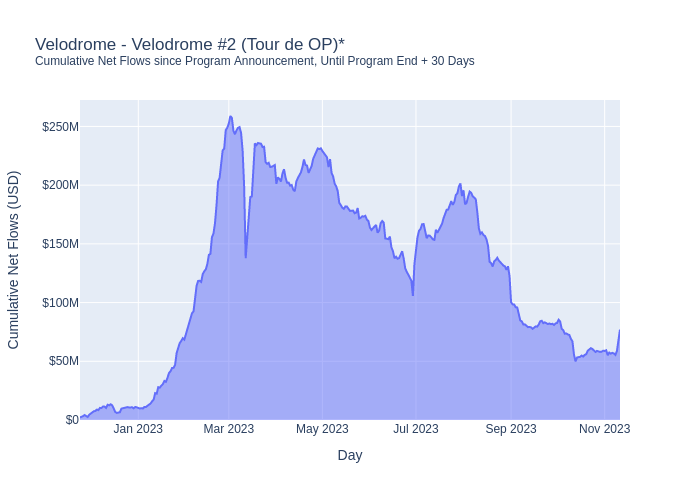 Velodrome - Velodrome #2 (Tour de OP)*
Cumulative Net Flows since Program Announcement, Until Program End + 30 Days
Cumulative Net Flows (USD)
$250M
$200M
$150M
$100M
$50M
$0
Jan 2023 Mar 2023 May 2023 Jul 2023 Sep 2023 Nov 2023
Day